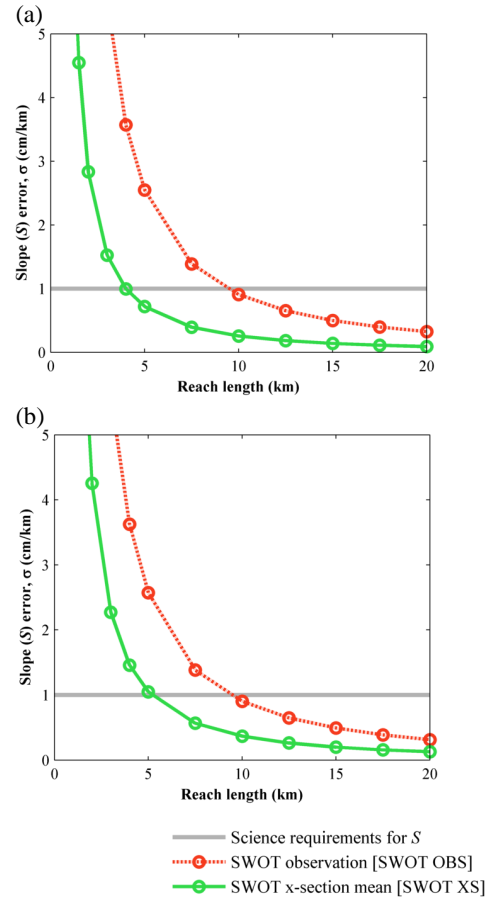 (a)
5
4
3
2
1
0
Slope (S) error, σ (cm/km)
0 5 10 15 20
Reach length (km)
(b)
5
4
3
2
1
0
Slope (S) error, σ (cm/km)
0 5 10 15 20
Reach length (km)
Science requirements for S
SWOT observation [SWOT OBS]
SWOT x-section mean [SWOT XS]